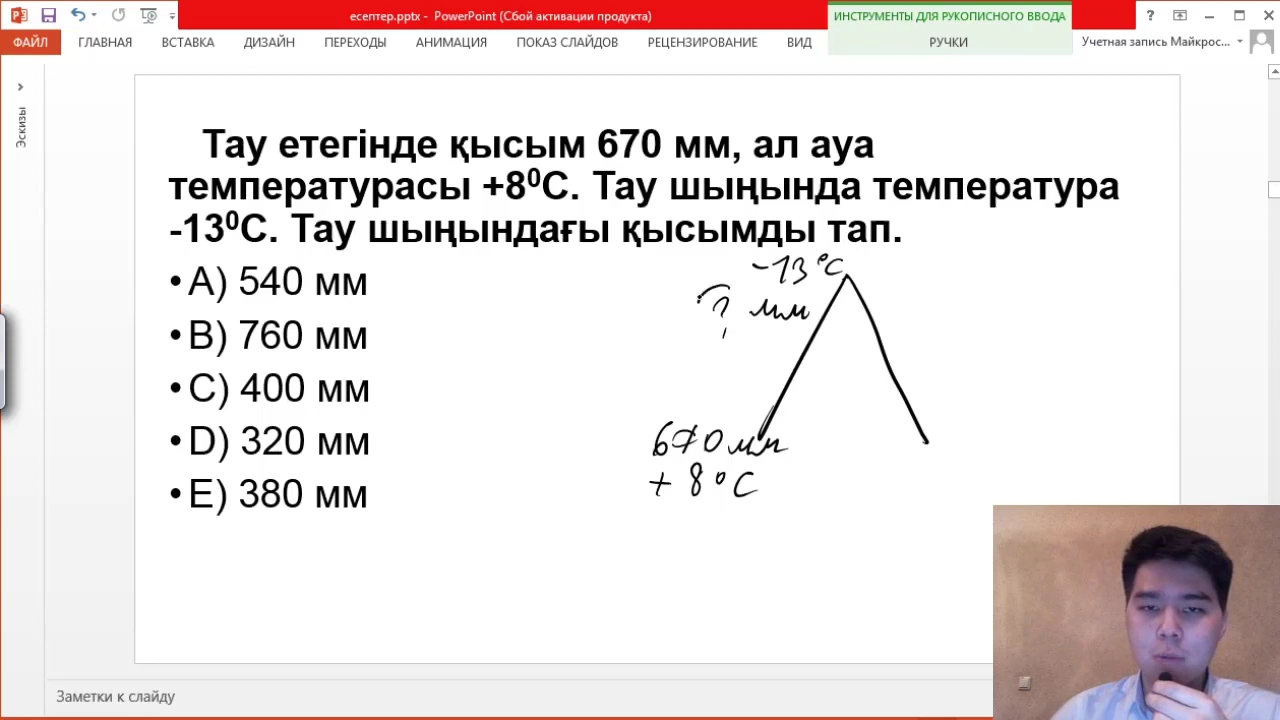 есептер.pptx - PowerPoint (Сбой активации продукта)
ИНСТРУМЕНТЫ ДЛЯ РУКОПИСНОГО ВВОДА
?
ФАЙЛ ГЛАВНАЯ ВСТАВКА ДИЗАЙН ПЕРЕХОДЫ АНИМАЦИЯ ПОКАЗ СЛАЙДОВ РЕЦЕНЗИРОВАНИЕ ВИД РУЧКИ Учетная запись Майкрос...
Эскизы
Тау етегінде қысым 670 мм, ал ауа
температурасы +8⁰С. Тау шыңында температура
-13⁰С. Тау шыңындағы қысымды тап.
-13 °C
? мм
• A) 540 мм
• B) 760 мм
• C) 400 мм
• D) 320 мм
• E) 380 мм
670 мм
+ 8°C
Заметки к слайду